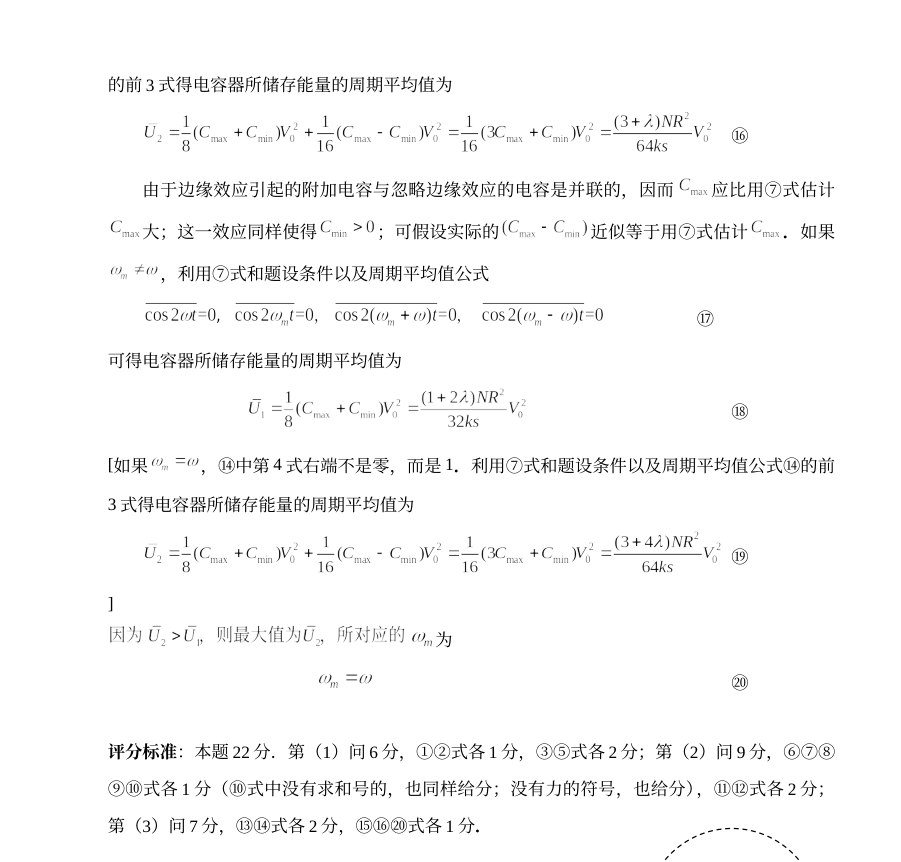 的前 3 式得电容器所储存能量的周期平均值为
Ū₂ = 1/8(C_max + C_min)V₀² + 1/16(C_max - C_min)V₀² = 1/16(3C_max + C_min)V₀² = (3+λ)NR²/64ks V₀² ⑯
由于边缘效应引起的附加电容与忽略边缘效应的电容是并联的，因而 C_max 应比用⑦式估计
C_max 大；这一效应同样使得 C_min > 0；可假设实际的 (C_max - C_min) 近似等于用⑦式估计 C_max．如果
ω_m ≠ω，利用⑦式和题设条件以及周期平均值公式
\overline{cos 2ωt}=0, \overline{cos 2ω_m t}=0, \overline{cos 2(ω_m + ω)t}=0, \overline{cos 2(ω_m - ω)t}=0 ⑰
可得电容器所储存能量的周期平均值为
Ū₁ = 1/8(C_max + C_min)V₀² = (1+2λ)NR²/32ks V₀² ⑱
[如果 ω_m =ω，⑭中第 4 式右端不是零，而是 1．利用⑦式和题设条件以及周期平均值公式⑭的前
3 式得电容器所储存能量的周期平均值为
Ū₂ = 1/8(C_max + C_min)V₀² + 1/16(C_max - C_min)V₀² = 1/16(3C_max + C_min)V₀² = (3+4λ)NR²/64ks V₀² ⑲
]
因为 Ū₂ >Ū₁，则最大值为Ū₂，所对应的 ω_m 为
ω_m =ω ⑳
评分标准：本题 22 分．第（1）问 6 分，①②式各 1 分，③⑤式各 2 分；第（2）问 9 分，⑥⑦⑧
⑨⑩式各 1 分（⑩式中没有求和号的，也同样给分；没有力的符号，也给分），⑪⑫式各 2 分；
第（3）问 7 分，⑬⑭式各 2 分，⑮⑯⑳式各 1 分．